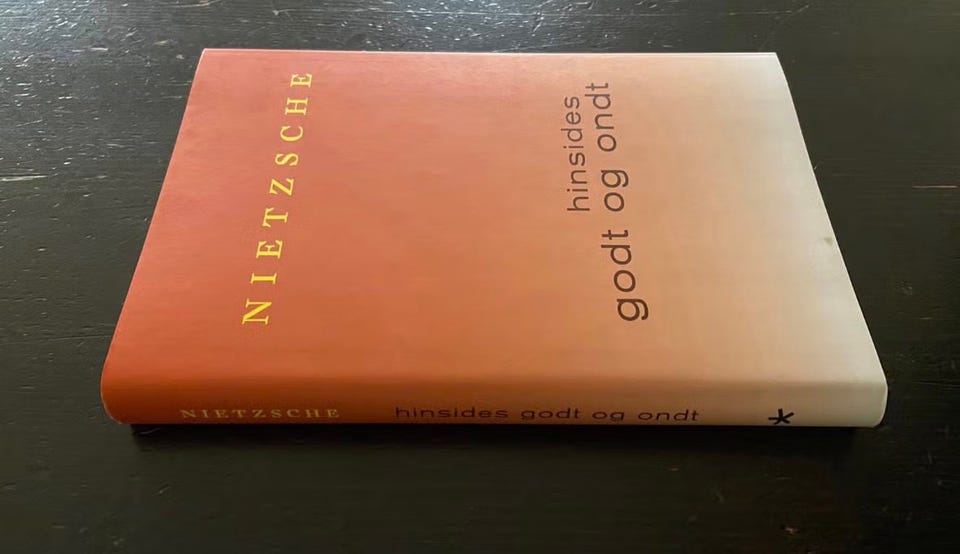 NIETZSCHE
hinsides
godt og ondt
NIETZSCHE hinsides godt og ondt *